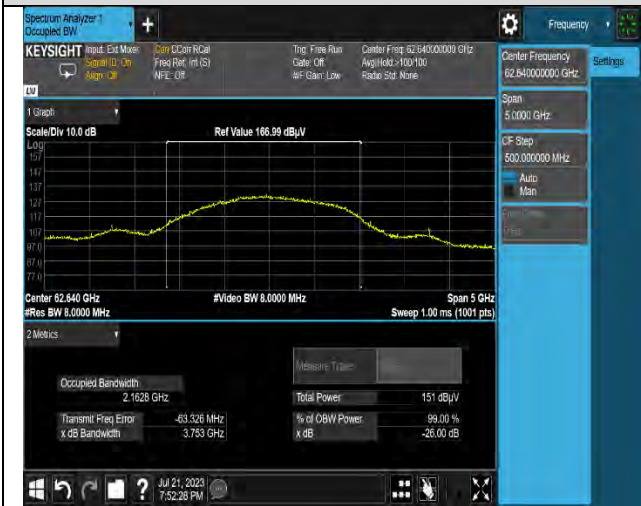 Spectrum Analyzer 1
Occupied BW
+
Frequency
KEYSIGHT Input: Ext Mixer
Signal ID: On
Align: Off
Corr CCorr RCal
Freq Ref: Int (S)
NFE: Off
Trig: Free Run
Gate: Off
#IF Gain: Low
Center Freq: 62.640000000 GHz
Avg|Hold:>100/100
Radio Std: None
Center Frequency
62.640000000 GHz
Settings
Span
5.0000 GHz
CF Step
500.000000 MHz
Auto
Man
1 Graph
Scale/Div 10.0 dB
Ref Value 166.99 dBµV
Log
157
147
137
127
117
107
97.0
87.0
77.0
Center 62.640 GHz
#Video BW 8.0000 MHz
Span 5 GHz
#Res BW 8.0000 MHz
Sweep 1.00 ms (1001 pts)
2 Metrics
Measure Trace
Occupied Bandwidth
2.1628 GHz
Total Power
151 dBµV
Transmit Freq Error
-63.326 MHz
% of OBW Power
99.00 %
x dB Bandwidth
3.753 GHz
x dB
-26.00 dB
?
Jul 21, 2023
7:52:28 PM